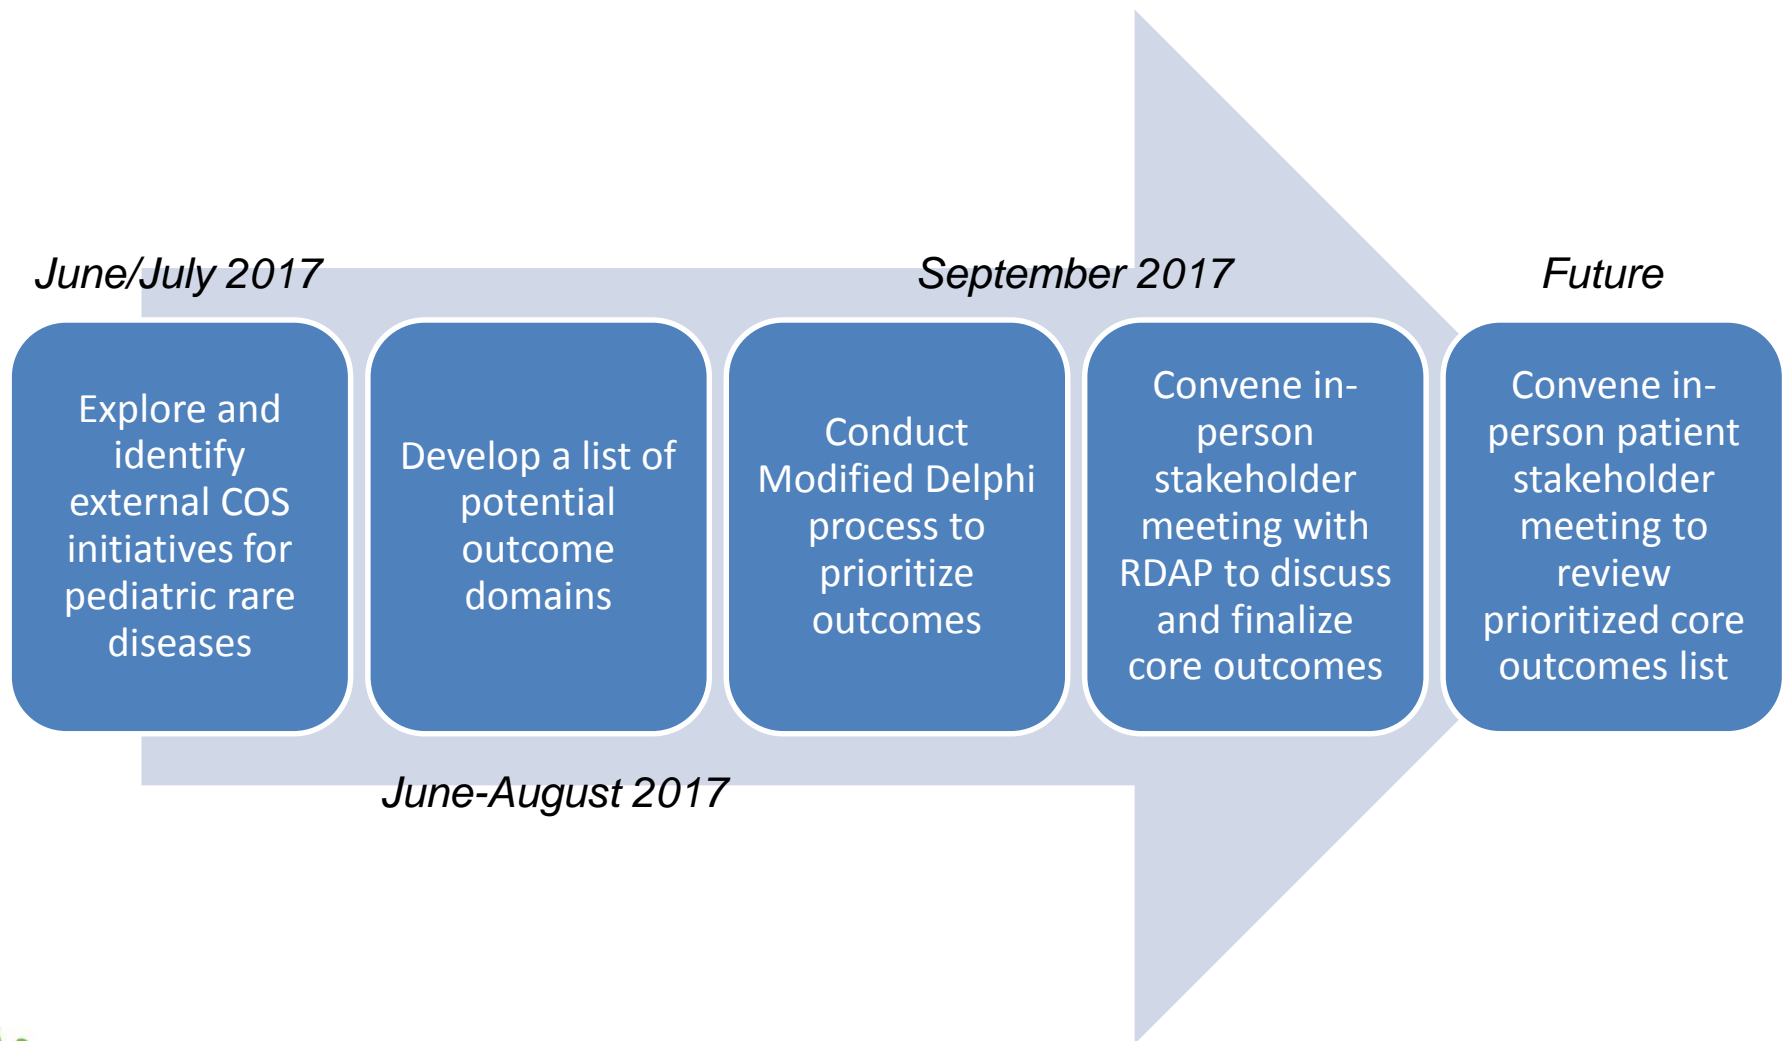 June/July 2017
September 2017
Future
Explore and
identify
external COS
initiatives for
pediatric rare
diseases
Develop a list of
potential
outcome
domains
Conduct
Modified Delphi
process to
prioritize
outcomes
Convene in-
person
stakeholder
meeting with
RDAP to discuss
and finalize
core outcomes
Convene in-
person patient
stakeholder
meeting to
review
prioritized core
outcomes list
June-August 2017